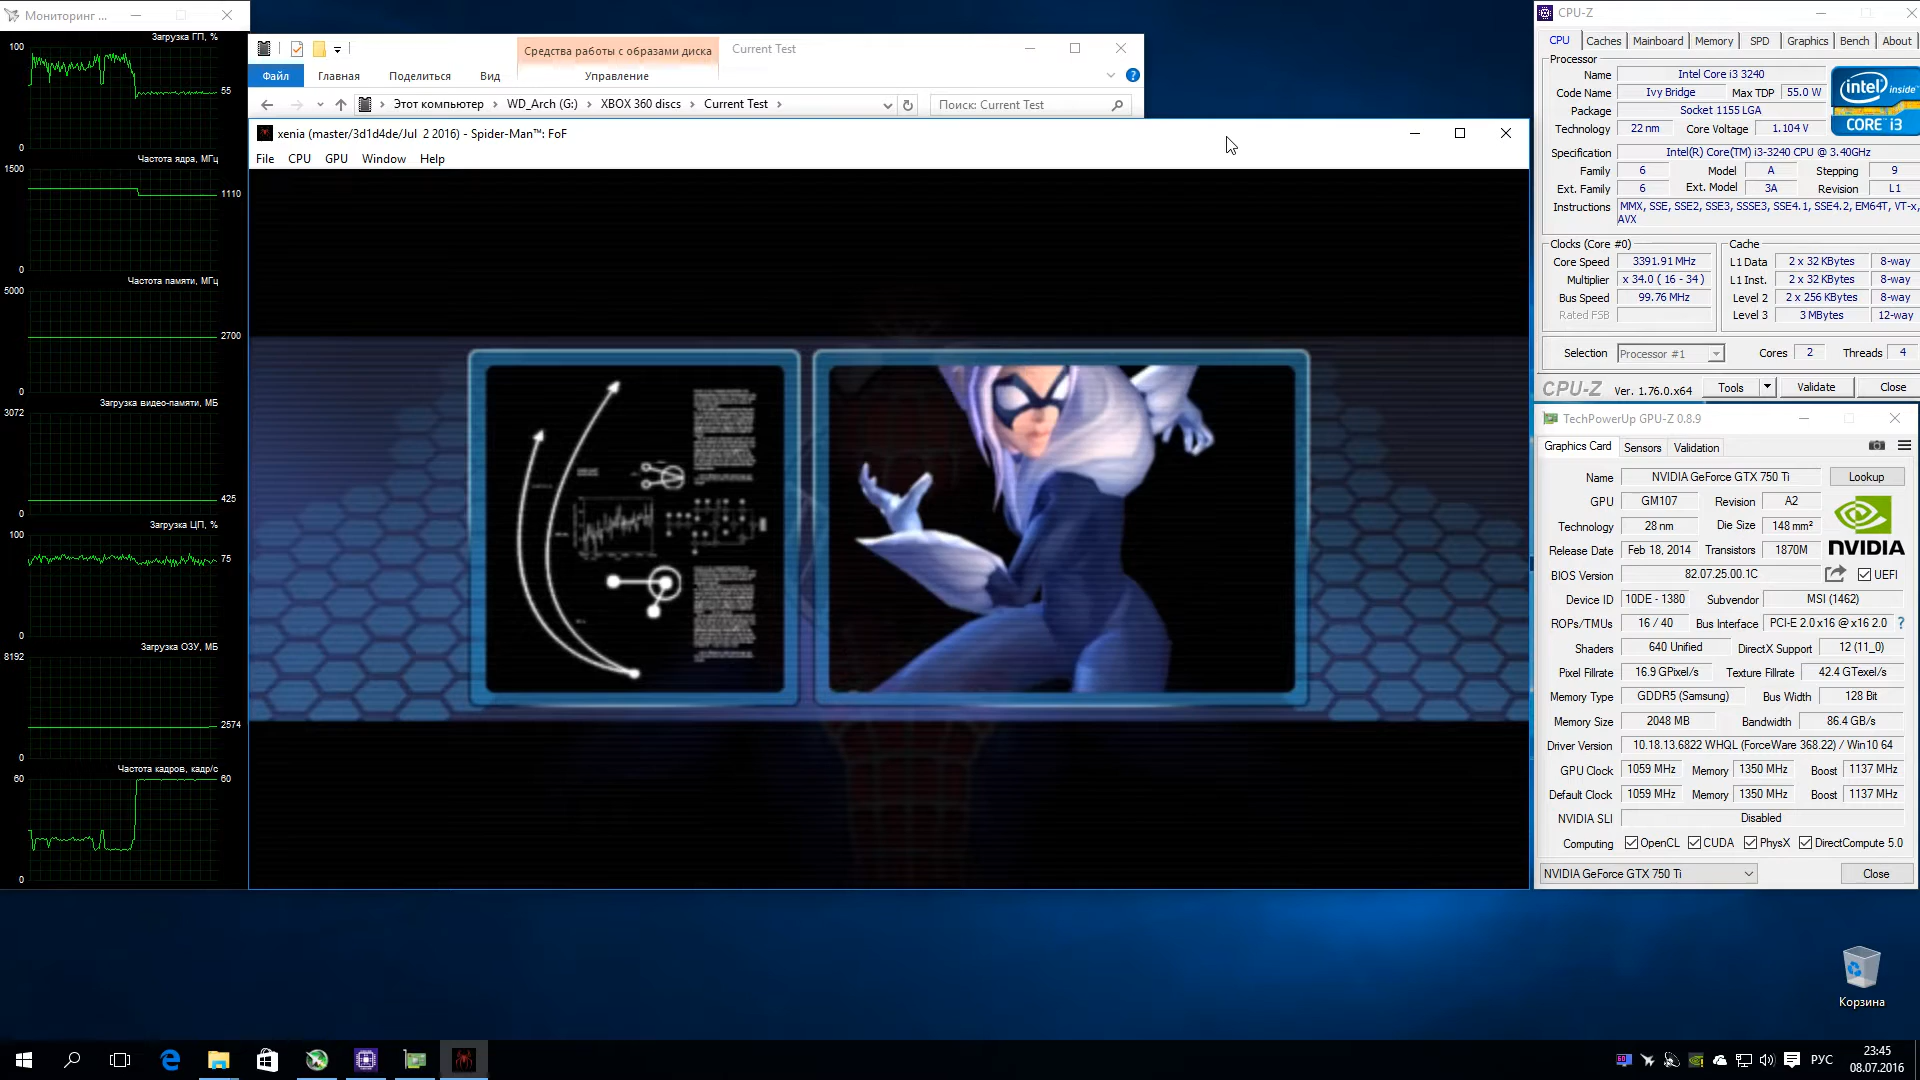 Мониторинг ...
Загрузка ГП, %
100
55
0
Частота ядра, МГц
1500
1110
0
Частота памяти, МГц
5000
2700
0
Загрузка видео-памяти, МБ
3072
425
0
Загрузка ЦП, %
100
75
0
Загрузка ОЗУ, МБ
8192
2574
0
Частота кадров, кадр/с
60
60
0
Средства работы с образами диска
Current Test
Файл
Главная
Поделиться
Вид
Управление
Этот компьютер
WD_Arch (G:)
XBOX 360 discs
Current Test
Поиск: Current Test
xenia (master/3d1d4de/Jul 2 2016) - Spider-Man™: FoF
File CPU GPU Window Help
CPU-Z
CPU Caches Mainboard Memory SPD Graphics Bench About
Processor
Name Intel Core i3 3240
Code Name Ivy Bridge Max TDP 55.0 W
Package Socket 1155 LGA
Technology 22 nm Core Voltage 1.104 V
intel inside
CORE i3
Specification Intel(R) Core(TM) i3-3240 CPU @ 3.40GHz
Family 6 Model A Stepping 9
Ext. Family 6 Ext. Model 3A Revision L1
Instructions MMX, SSE, SSE2, SSE3, SSSE3, SSE4.1, SSE4.2, EM64T, VT-x,
AVX
Clocks (Core #0)
Core Speed 3391.91 MHz
Multiplier x 34.0 ( 16 - 34 )
Bus Speed 99.76 MHz
Rated FSB
Cache
L1 Data 2 x 32 KBytes 8-way
L1 Inst. 2 x 32 KBytes 8-way
Level 2 2 x 256 KBytes 8-way
Level 3 3 MBytes 12-way
Selection Processor #1 Cores 2 Threads 4
CPU-Z Ver. 1.76.0.x64 Tools Validate Close
TechPowerUp GPU-Z 0.8.9
Graphics Card Sensors Validation
Name NVIDIA GeForce GTX 750 Ti Lookup
GPU GM107 Revision A2
Technology 28 nm Die Size 148 mm²
Release Date Feb 18, 2014 Transistors 1870M
NVIDIA
BIOS Version 82.07.25.00.1C UEFI
Device ID 10DE - 1380 Subvendor MSI (1462)
ROPs/TMUs 16 / 40 Bus Interface PCI-E 2.0 x16 @ x16 2.0 ?
Shaders 640 Unified DirectX Support 12 (11_0)
Pixel Fillrate 16.9 GPixel/s Texture Fillrate 42.4 GTexel/s
Memory Type GDDR5 (Samsung) Bus Width 128 Bit
Memory Size 2048 MB Bandwidth 86.4 GB/s
Driver Version 10.18.13.6822 WHQL (ForceWare 368.22) / Win10 64
GPU Clock 1059 MHz Memory 1350 MHz Boost 1137 MHz
Default Clock 1059 MHz Memory 1350 MHz Boost 1137 MHz
NVIDIA SLI Disabled
Computing OpenCL CUDA PhysX DirectCompute 5.0
NVIDIA GeForce GTX 750 Ti Close
Корзина
60
РУС
23:45
08.07.2016